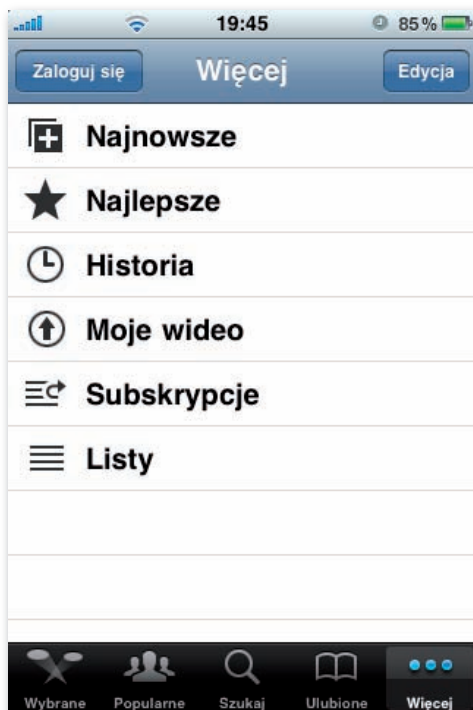 19:45 85%
Zaloguj się Więcej Edycja
Najnowsze
Najlepsze
Historia
Moje wideo
Subskrypcje
Listy
Wybrane Popularne Szukaj Ulubione Więcej